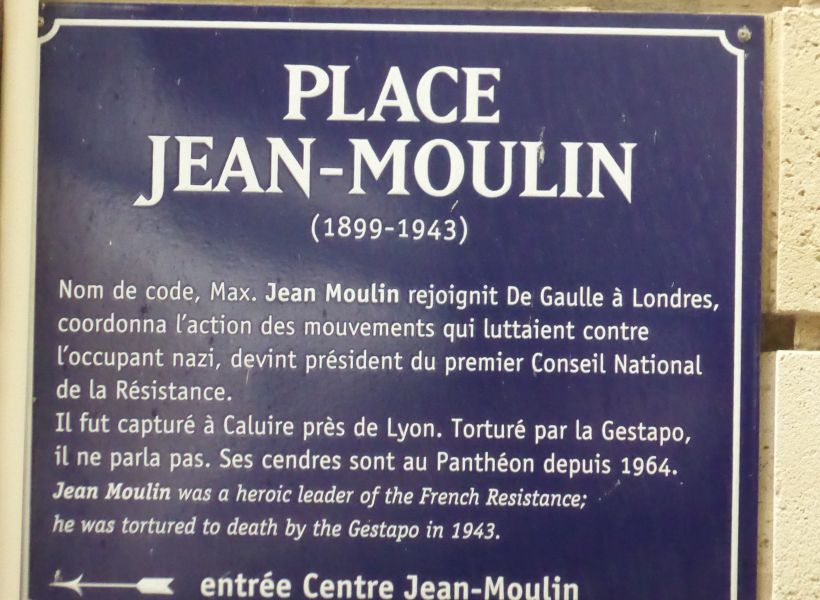 PLACE
JEAN-MOULIN
(1899-1943)
Nom de code, Max. Jean Moulin rejoignit De Gaulle à Londres,
coordonna l'action des mouvements qui luttaient contre
l'occupant nazi, devint président du premier Conseil National
de la Résistance.
Il fut capturé à Caluire près de Lyon. Torturé par la Gestapo,
il ne parla pas. Ses cendres sont au Panthéon depuis 1964.
Jean Moulin was a heroic leader of the French Resistance;
he was tortured to death by the Gestapo in 1943.
entrée Centre Jean-Moulin